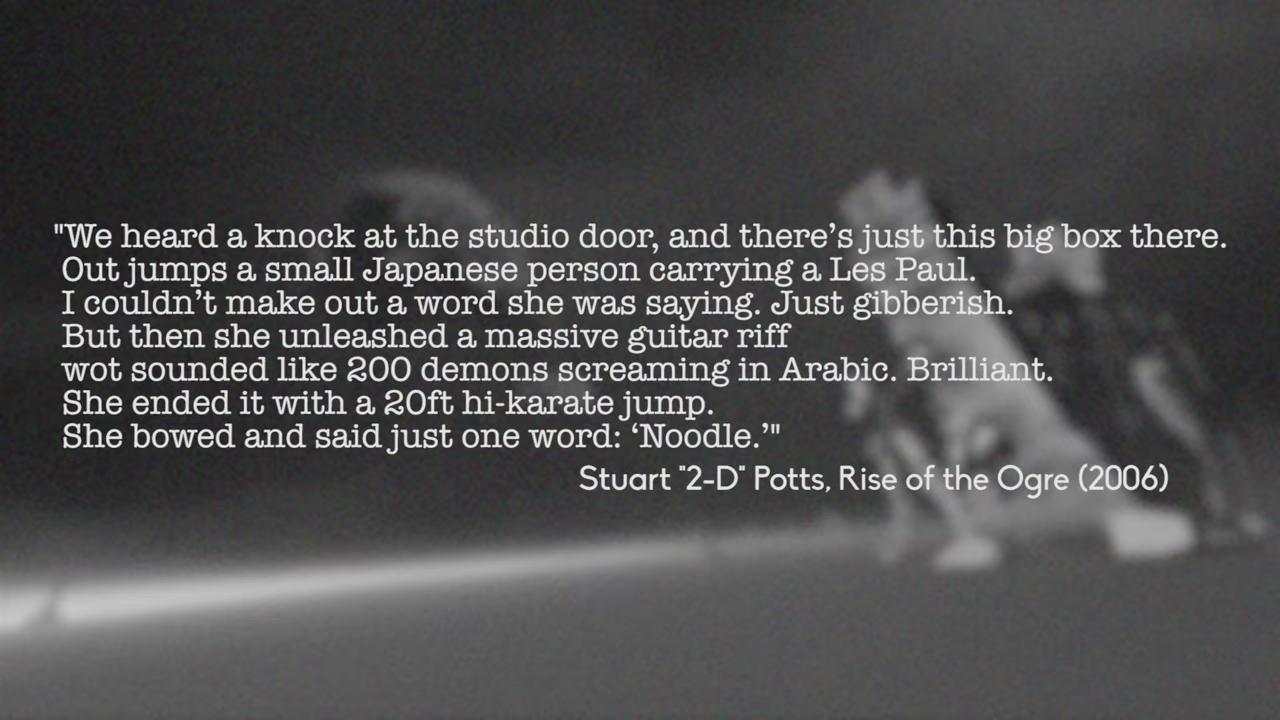 "We heard a knock at the studio door, and there’s just this big box there.
Out jumps a small Japanese person carrying a Les Paul.
I couldn’t make out a word she was saying. Just gibberish.
But then she unleashed a massive guitar riff
wot sounded like 200 demons screaming in Arabic. Brilliant.
She ended it with a 20ft hi-karate jump.
She bowed and said just one word: ‘Noodle.’"
Stuart "2-D" Potts, Rise of the Ogre (2006)